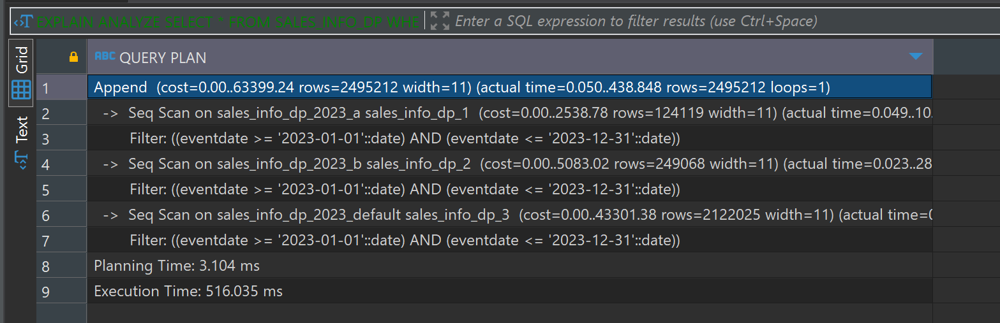 EXPLAIN ANALYZE SELECT * FROM SALES_INFO_DP WHE Enter a SQL expression to filter results (use Ctrl+Space)
Grid
Text
ABC QUERY PLAN
1 Append (cost=0.00..63399.24 rows=2495212 width=11) (actual time=0.050..438.848 rows=2495212 loops=1)
2 -> Seq Scan on sales_info_dp_2023_a sales_info_dp_1 (cost=0.00..2538.78 rows=124119 width=11) (actual time=0.049..10.
3 Filter: ((eventdate >= '2023-01-01'::date) AND (eventdate <= '2023-12-31'::date))
4 -> Seq Scan on sales_info_dp_2023_b sales_info_dp_2 (cost=0.00..5083.02 rows=249068 width=11) (actual time=0.023..28
5 Filter: ((eventdate >= '2023-01-01'::date) AND (eventdate <= '2023-12-31'::date))
6 -> Seq Scan on sales_info_dp_2023_default sales_info_dp_3 (cost=0.00..43301.38 rows=2122025 width=11) (actual time=
7 Filter: ((eventdate >= '2023-01-01'::date) AND (eventdate <= '2023-12-31'::date))
8 Planning Time: 3.104 ms
9 Execution Time: 516.035 ms